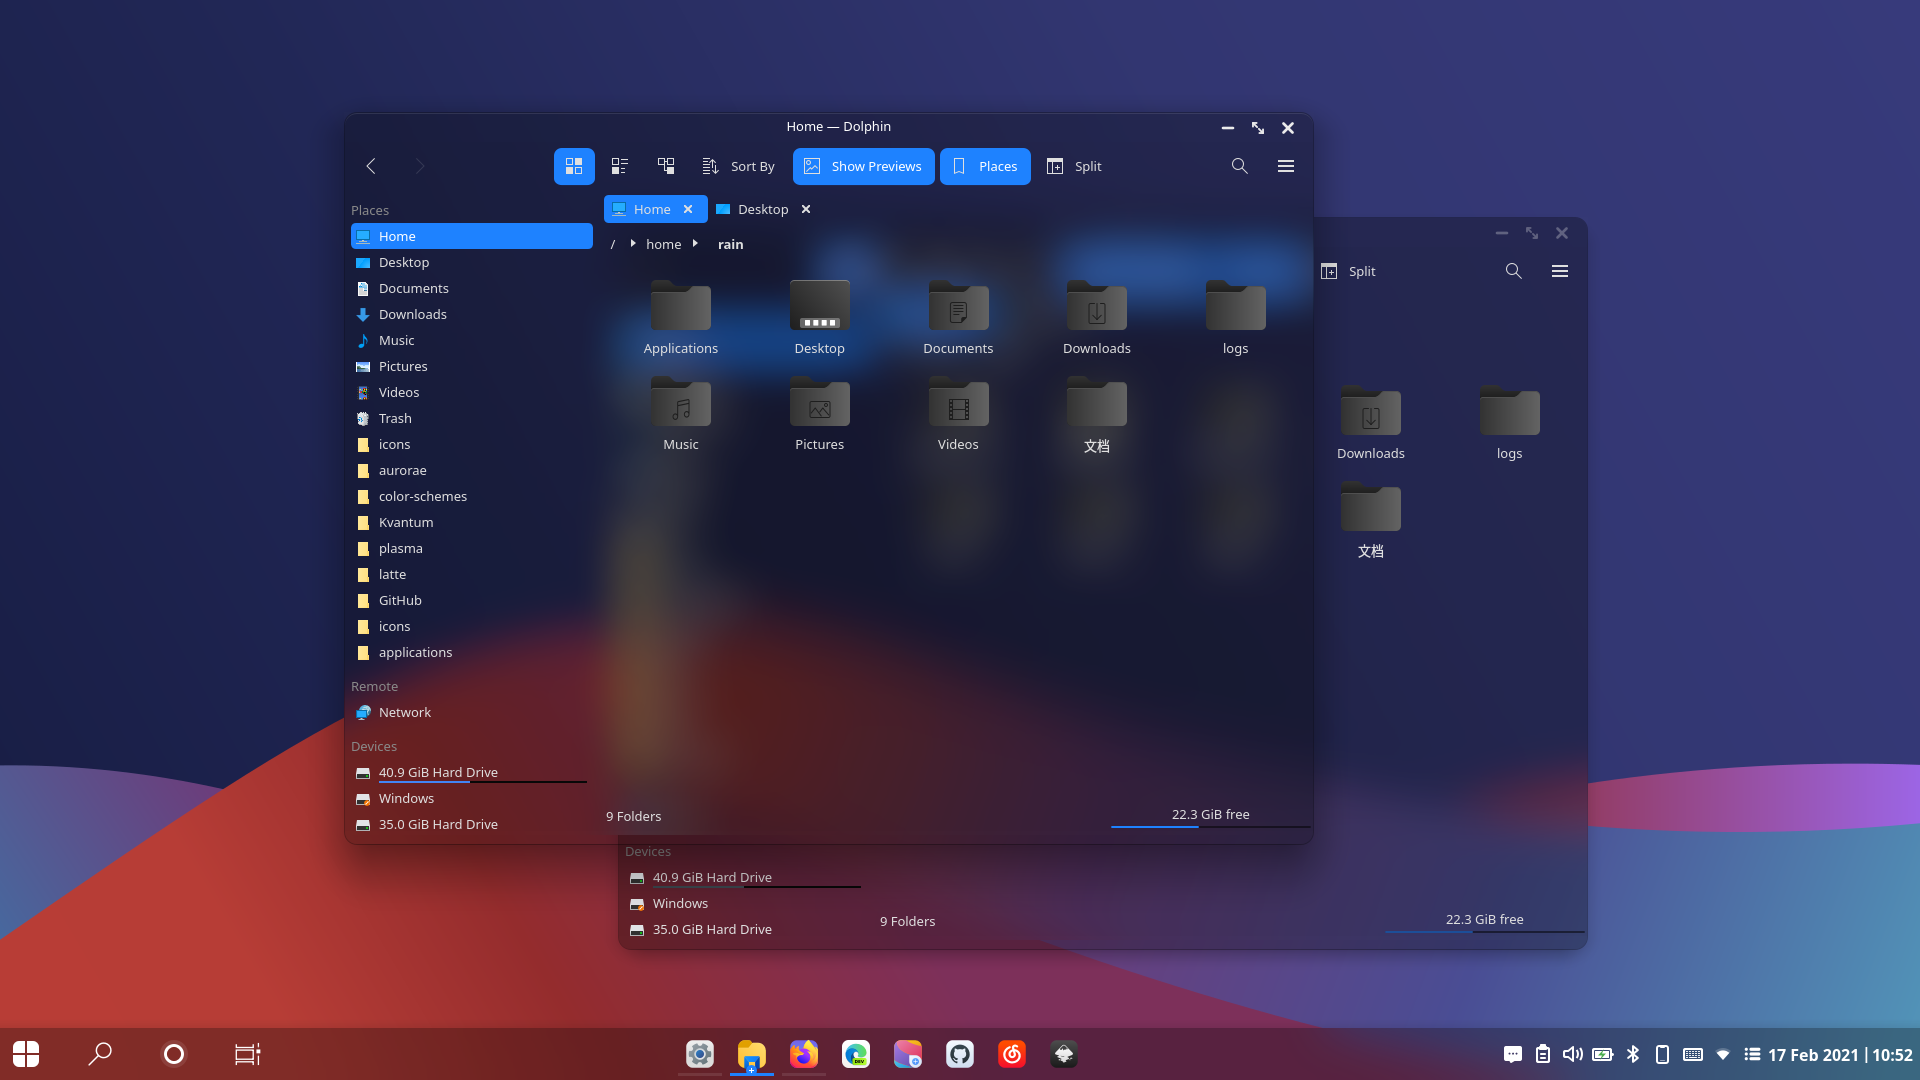 Home — Dolphin
Sort By
Show Previews
Places
Split
Places
Home
Desktop
Documents
Downloads
Music
Pictures
Videos
Trash
icons
aurorae
color-schemes
Kvantum
plasma
latte
GitHub
icons
applications
Remote
Network
Devices
40.9 GiB Hard Drive
Windows
35.0 GiB Hard Drive
Home
Desktop
/ home rain
Applications
Desktop
Documents
Downloads
logs
Music
Pictures
Videos
文档
9 Folders
22.3 GiB free
Split
Downloads
logs
文档
Devices
40.9 GiB Hard Drive
Windows
35.0 GiB Hard Drive
9 Folders
22.3 GiB free
17 Feb 2021 | 10:52